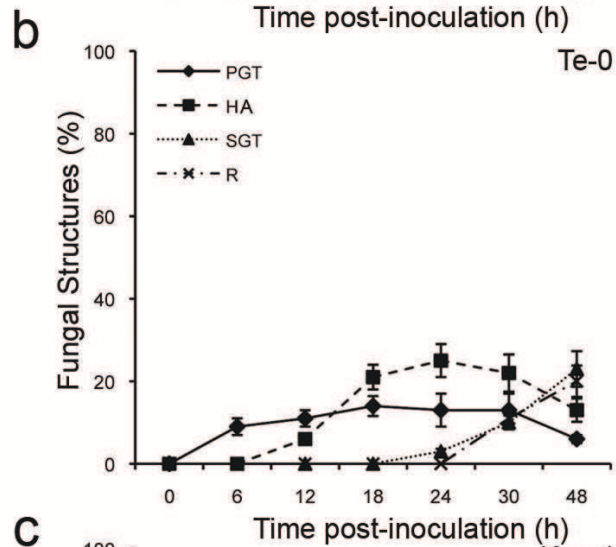 Time post-inoculation (h)
b
100
Te-0
PGT
HA
80
SGT
R
60
40
20
0
Fungal Structures (%)
0 6 12 18 24 30 48
Time post-inoculation (h)
c
100